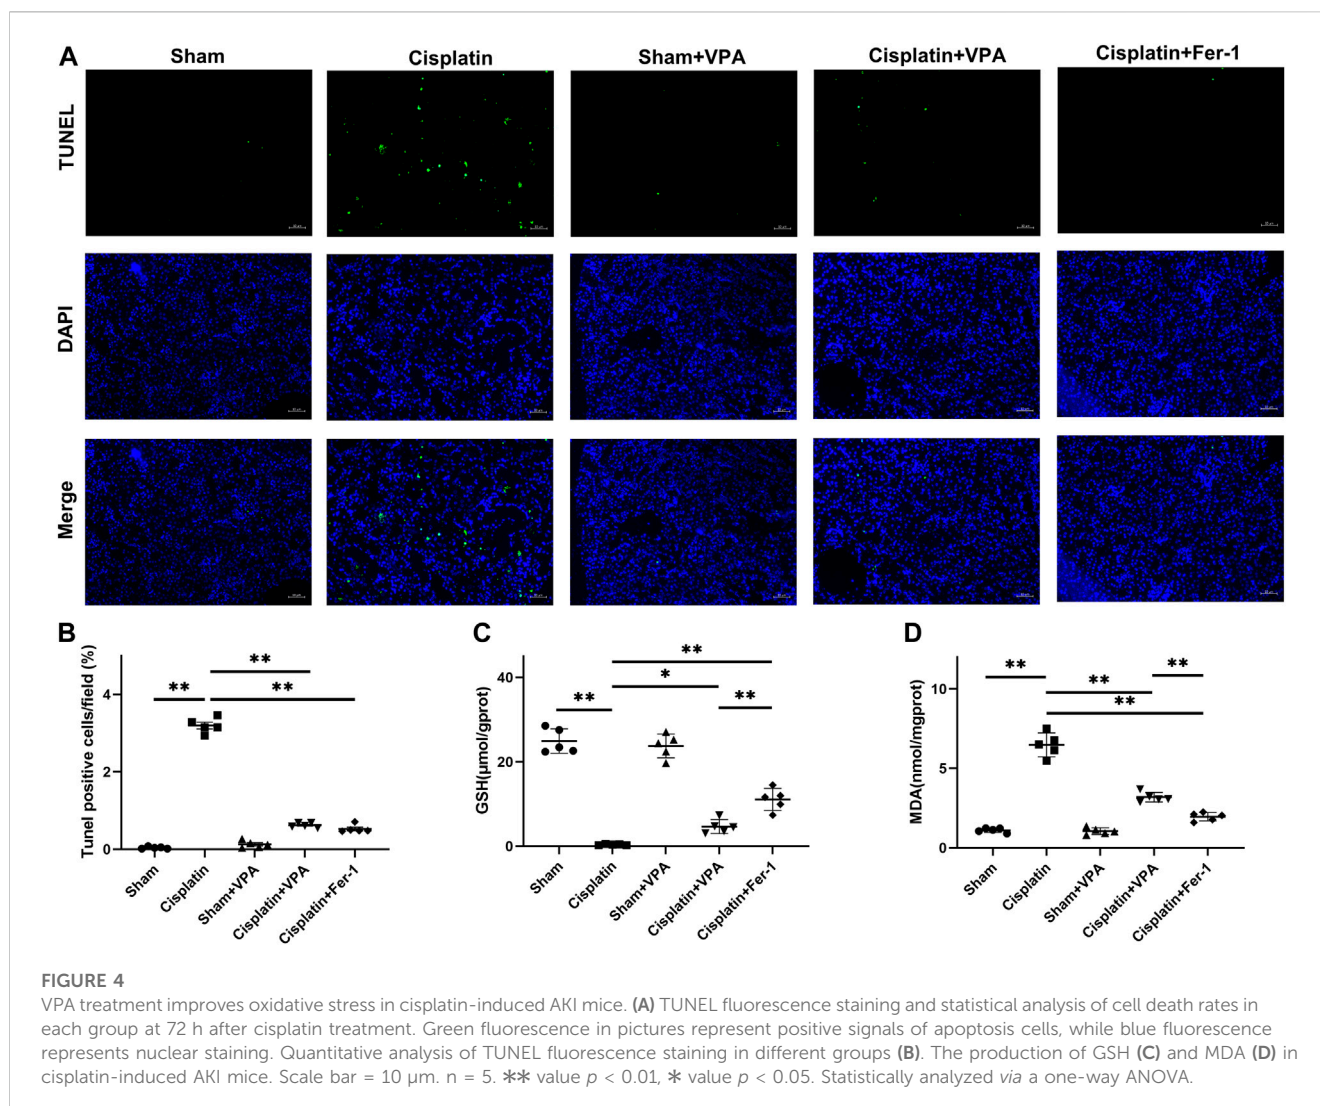 A
Sham
Cisplatin
Sham+VPA
Cisplatin+VPA
Cisplatin+Fer-1
TUNEL
DAPI
Merge
B
Tunel positive cells/field (%)
4
2
0
**
**
**
Sham
Cisplatin
Sham+VPA
Cisplatin+VPA
Cisplatin+Fer-1
C
GSH(μmol/gprot)
40
20
0
**
*
**
**
Sham
Cisplatin
Sham+VPA
Cisplatin+VPA
Cisplatin+Fer-1
D
MDA(nmol/mgprot)
10
5
0
**
**
**
**
Sham
Cisplatin
Sham+VPA
Cisplatin+VPA
Cisplatin+Fer-1
FIGURE 4
VPA treatment improves oxidative stress in cisplatin-induced AKI mice. (A) TUNEL fluorescence staining and statistical analysis of cell death rates in
each group at 72 h after cisplatin treatment. Green fluorescence in pictures represent positive signals of apoptosis cells, while blue fluorescence
represents nuclear staining. Quantitative analysis of TUNEL fluorescence staining in different groups (B). The production of GSH (C) and MDA (D) in
cisplatin-induced AKI mice. Scale bar = 10 μm. n = 5. ** value p < 0.01, * value p < 0.05. Statistically analyzed via a one-way ANOVA.